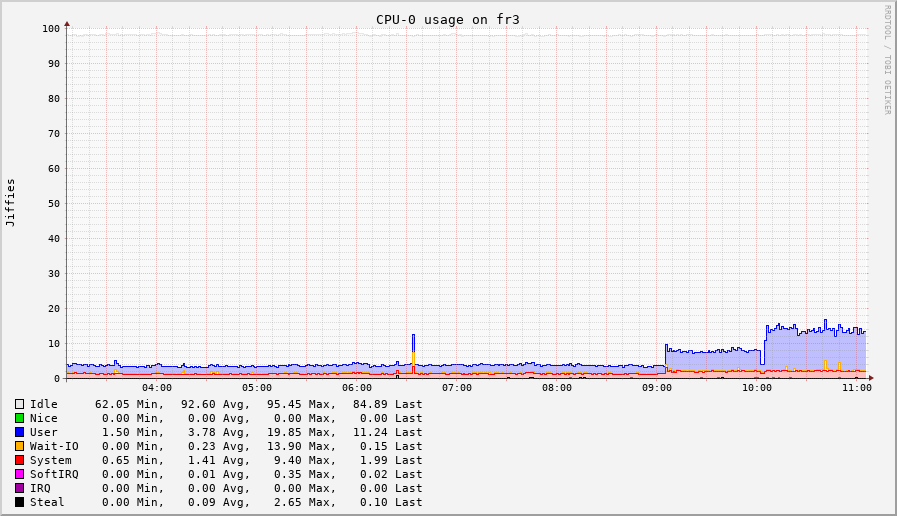 CPU-0 usage on fr3
RRDTOOL / TOBI OETIKER
Jiffies
100
90
80
70
60
50
40
30
20
10
0
04:00 05:00 06:00 07:00 08:00 09:00 10:00 11:00
Idle 62.05 Min, 92.60 Avg, 95.45 Max, 84.89 Last
Nice 0.00 Min, 0.00 Avg, 0.00 Max, 0.00 Last
User 1.50 Min, 3.78 Avg, 19.85 Max, 11.24 Last
Wait-IO 0.00 Min, 0.23 Avg, 13.90 Max, 0.15 Last
System 0.65 Min, 1.41 Avg, 9.40 Max, 1.99 Last
SoftIRQ 0.00 Min, 0.01 Avg, 0.35 Max, 0.02 Last
IRQ 0.00 Min, 0.00 Avg, 0.00 Max, 0.00 Last
Steal 0.00 Min, 0.09 Avg, 2.65 Max, 0.10 Last